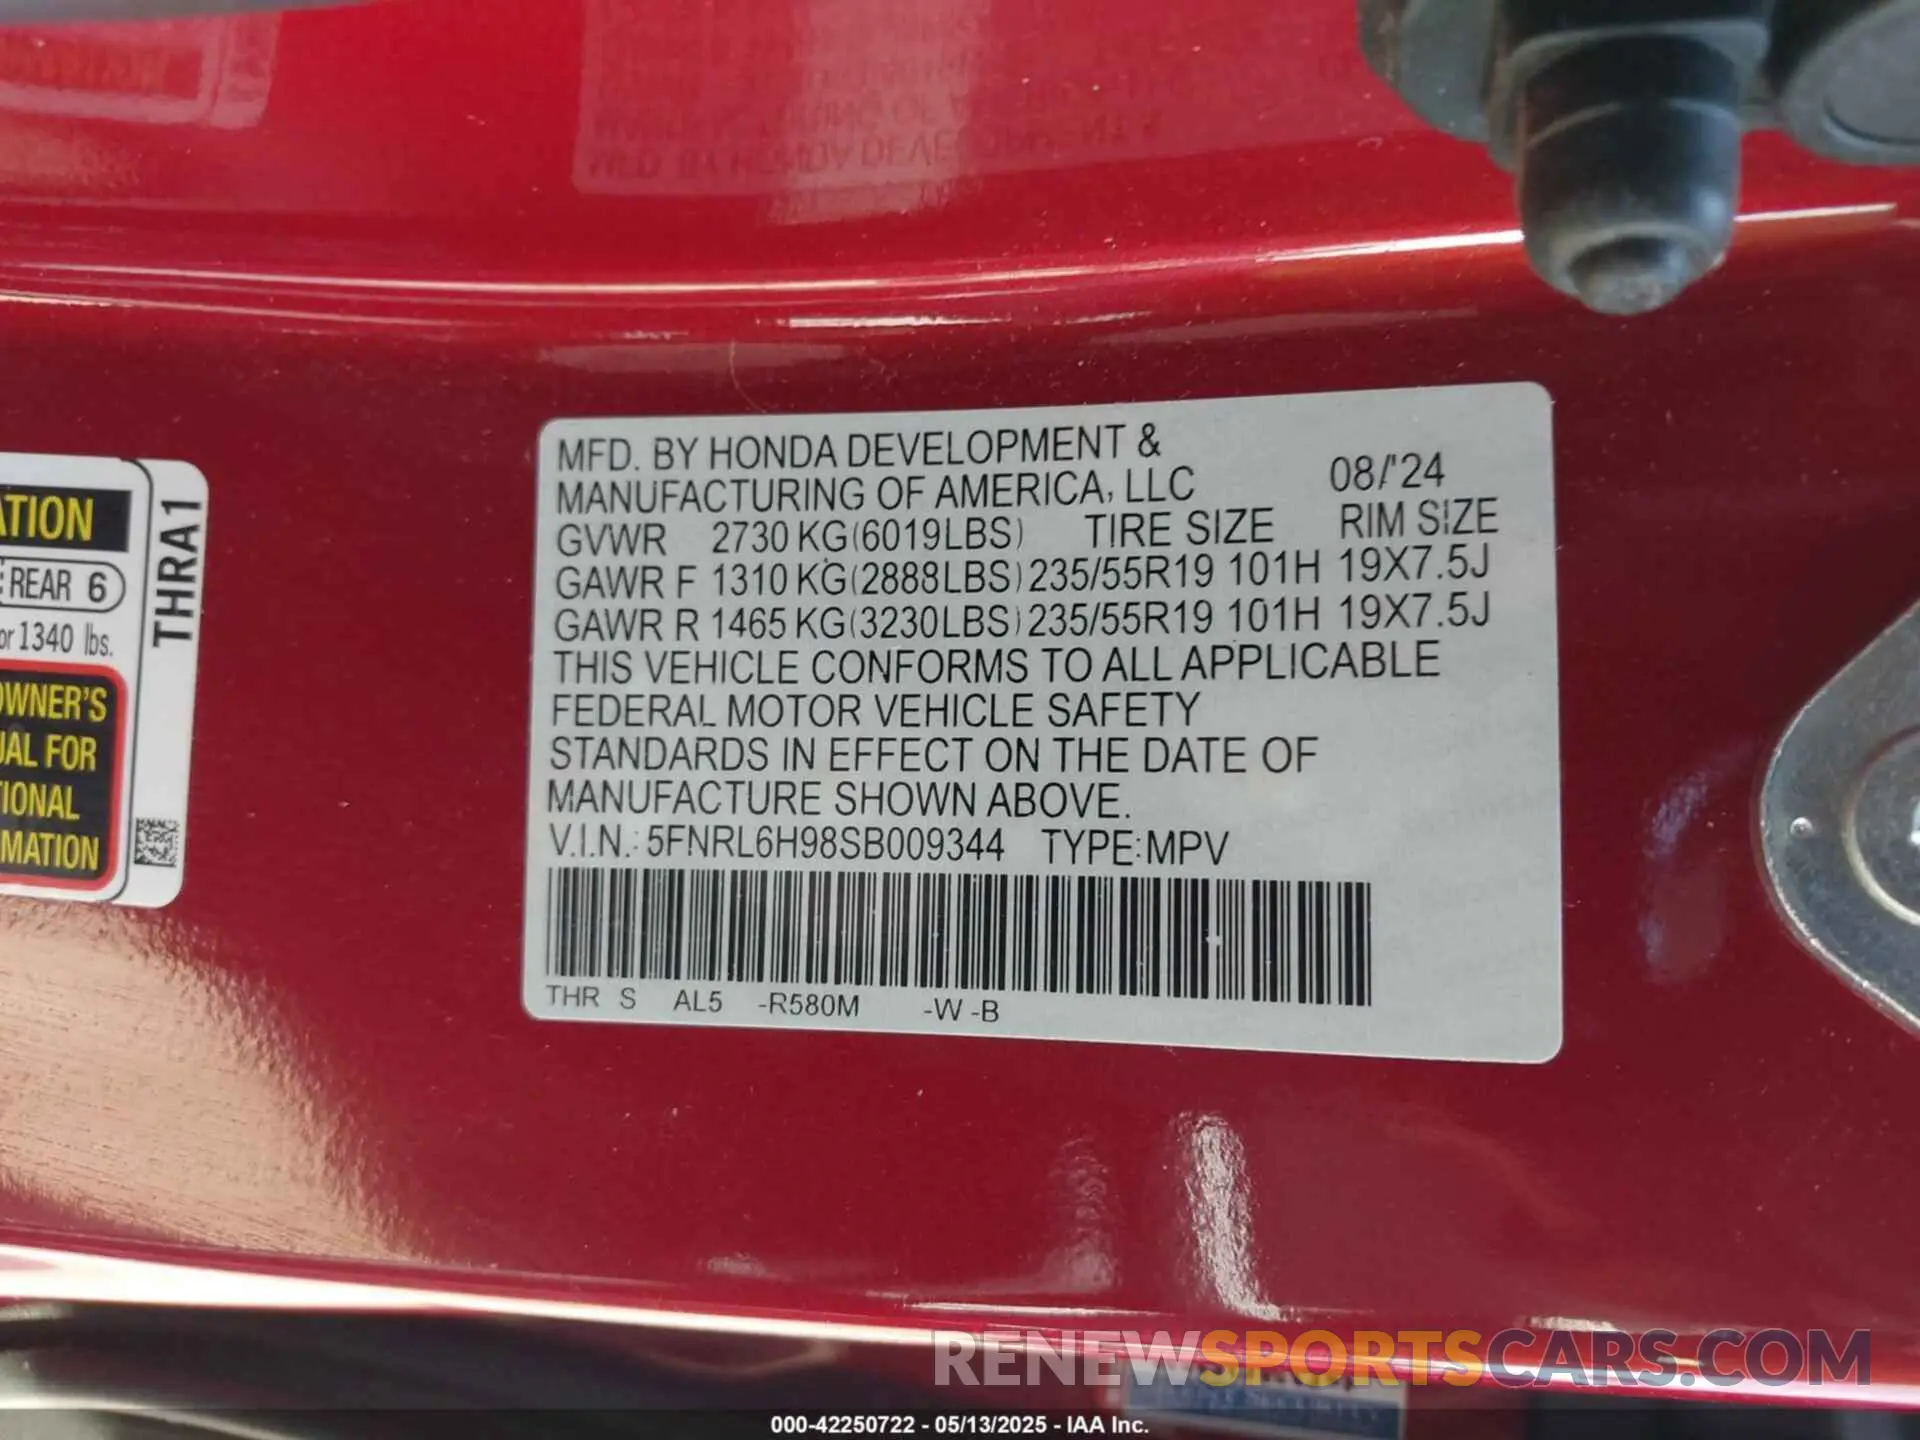 MFD. BY HONDA DEVELOPMENT &
MANUFACTURING OF AMERICA, LLC 08/'24
GVWR 2730 KG(6019LBS) TIRE SIZE RIM SIZE
GAWR F 1310 KG(2888LBS) 235/55R19 101H 19X7.5J
GAWR R 1465 KG(3230LBS) 235/55R19 101H 19X7.5J
THIS VEHICLE CONFORMS TO ALL APPLICABLE
FEDERAL MOTOR VEHICLE SAFETY
STANDARDS IN EFFECT ON THE DATE OF
MANUFACTURE SHOWN ABOVE.
V.I.N.: 5FNRL6H98SB009344 TYPE:MPV
THR S AL5 -R580M -W -B
ATION
REAR 6
or 1340 lbs.
OWNER'S
UAL FOR
TIONAL
MATION
THRA1
RENEWSPORTSCARS.COM
000-42250722 - 05/13/2025 - IAA Inc.